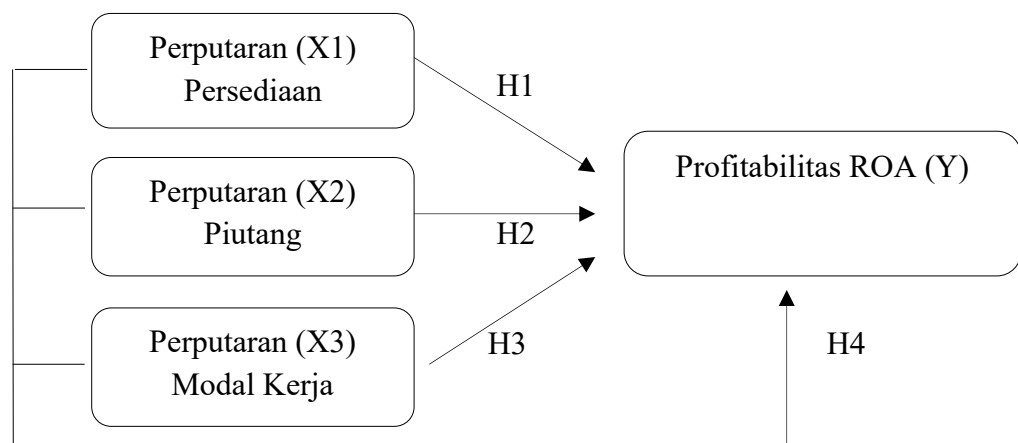 Perputaran (X1)
Persediaan
H1
Profitabilitas ROA (Y)
Perputaran (X2)
Piutang
H2
Perputaran (X3)
Modal Kerja
H3
H4